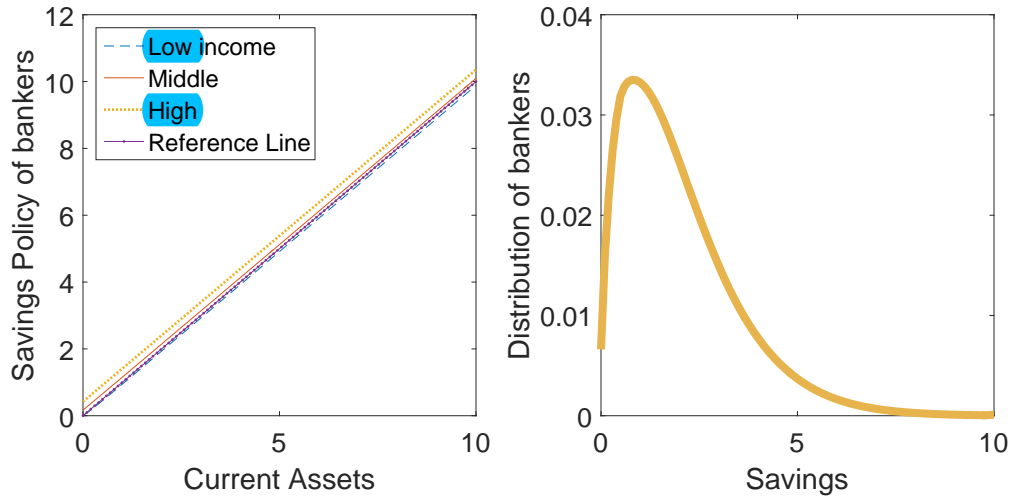 12
10
8
6
4
2
0
Savings Policy of bankers
Low income
Middle
High
Reference Line
0
5
10
Current Assets
0.04
0.03
0.02
0.01
0
Distribution of bankers
0
5
10
Savings